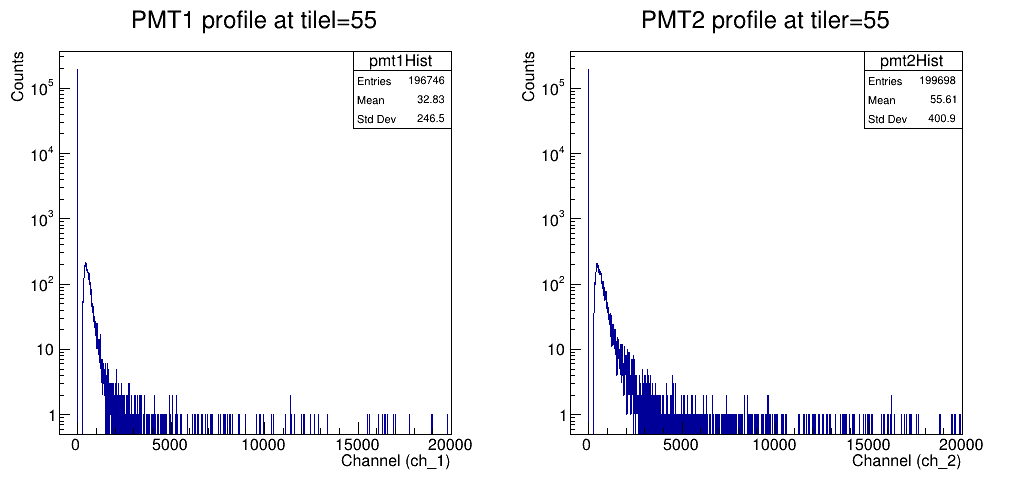 PMT1 profile at tilel=55
Counts
pmt1Hist
Entries 196746
Mean 32.83
Std Dev 246.5
10^5
10^4
10^3
10^2
10
1
0 5000 10000 15000 20000
Channel (ch_1)
PMT2 profile at tiler=55
Counts
pmt2Hist
Entries 199698
Mean 55.61
Std Dev 400.9
10^5
10^4
10^3
10^2
10
1
0 5000 10000 15000 20000
Channel (ch_2)